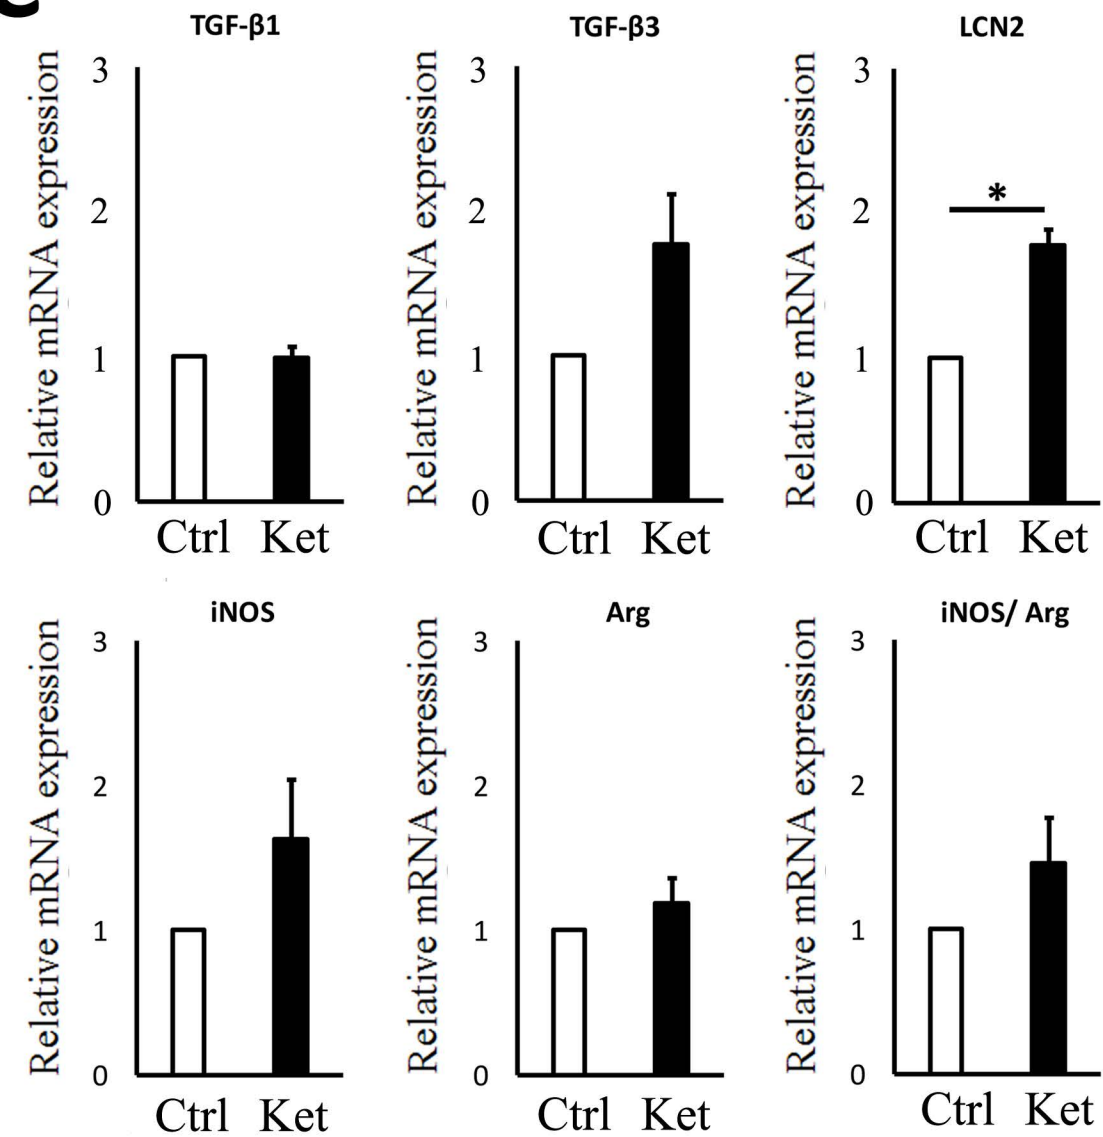 TGF-β1
TGF-β3
LCN2
Relative mRNA expression
3
2
1
0
Ctrl Ket
Relative mRNA expression
3
2
1
0
Ctrl Ket
Relative mRNA expression
3
*
2
1
0
Ctrl Ket
iNOS
Arg
iNOS/ Arg
Relative mRNA expression
3
2
1
0
Ctrl Ket
Relative mRNA expression
3
2
1
0
Ctrl Ket
Relative mRNA expression
3
2
1
0
Ctrl Ket